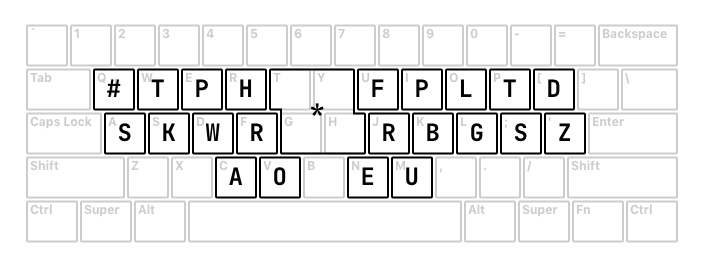 ` 1 2 3 4 5 6 7 8 9 0 - = Backspace
Tab Q # W T E P R H T Y U F I P O L P T [ D ] \
Caps Lock A S S K D W F R G * H J R K B L G ; S ' Z Enter
Shift Z X C A V O B N E M U , . / Shift
Ctrl Super Alt Alt Super Fn Ctrl